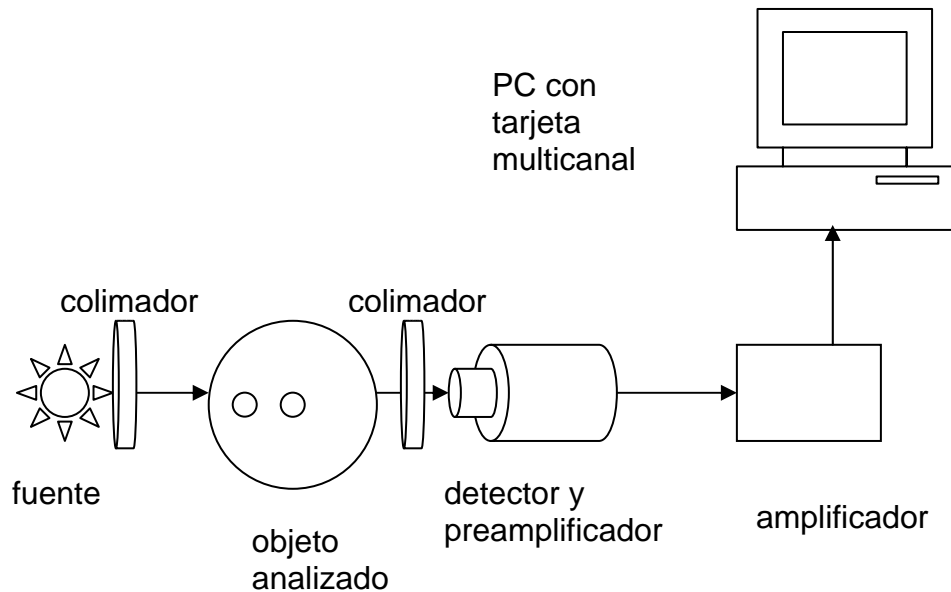 PC con
tarjeta
multicanal
colimador
colimador
fuente
objeto
analizado
detector y
preamplificador
amplificador